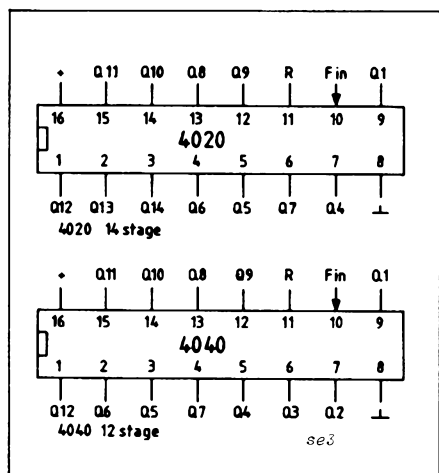 + Q11 Q10 Q8 Q9 R Fin Q1
16 15 14 13 12 11 10 9
4020
1 2 3 4 5 6 7 8
Q12 Q13 Q14 Q6 Q5 Q7 Q4 ⊥
4020 14 stage
+ Q11 Q10 Q8 Q9 R Fin Q1
16 15 14 13 12 11 10 9
4040
1 2 3 4 5 6 7 8
Q12 Q6 Q5 Q7 Q4 Q3 Q2 ⊥
4040 12 stage
se3